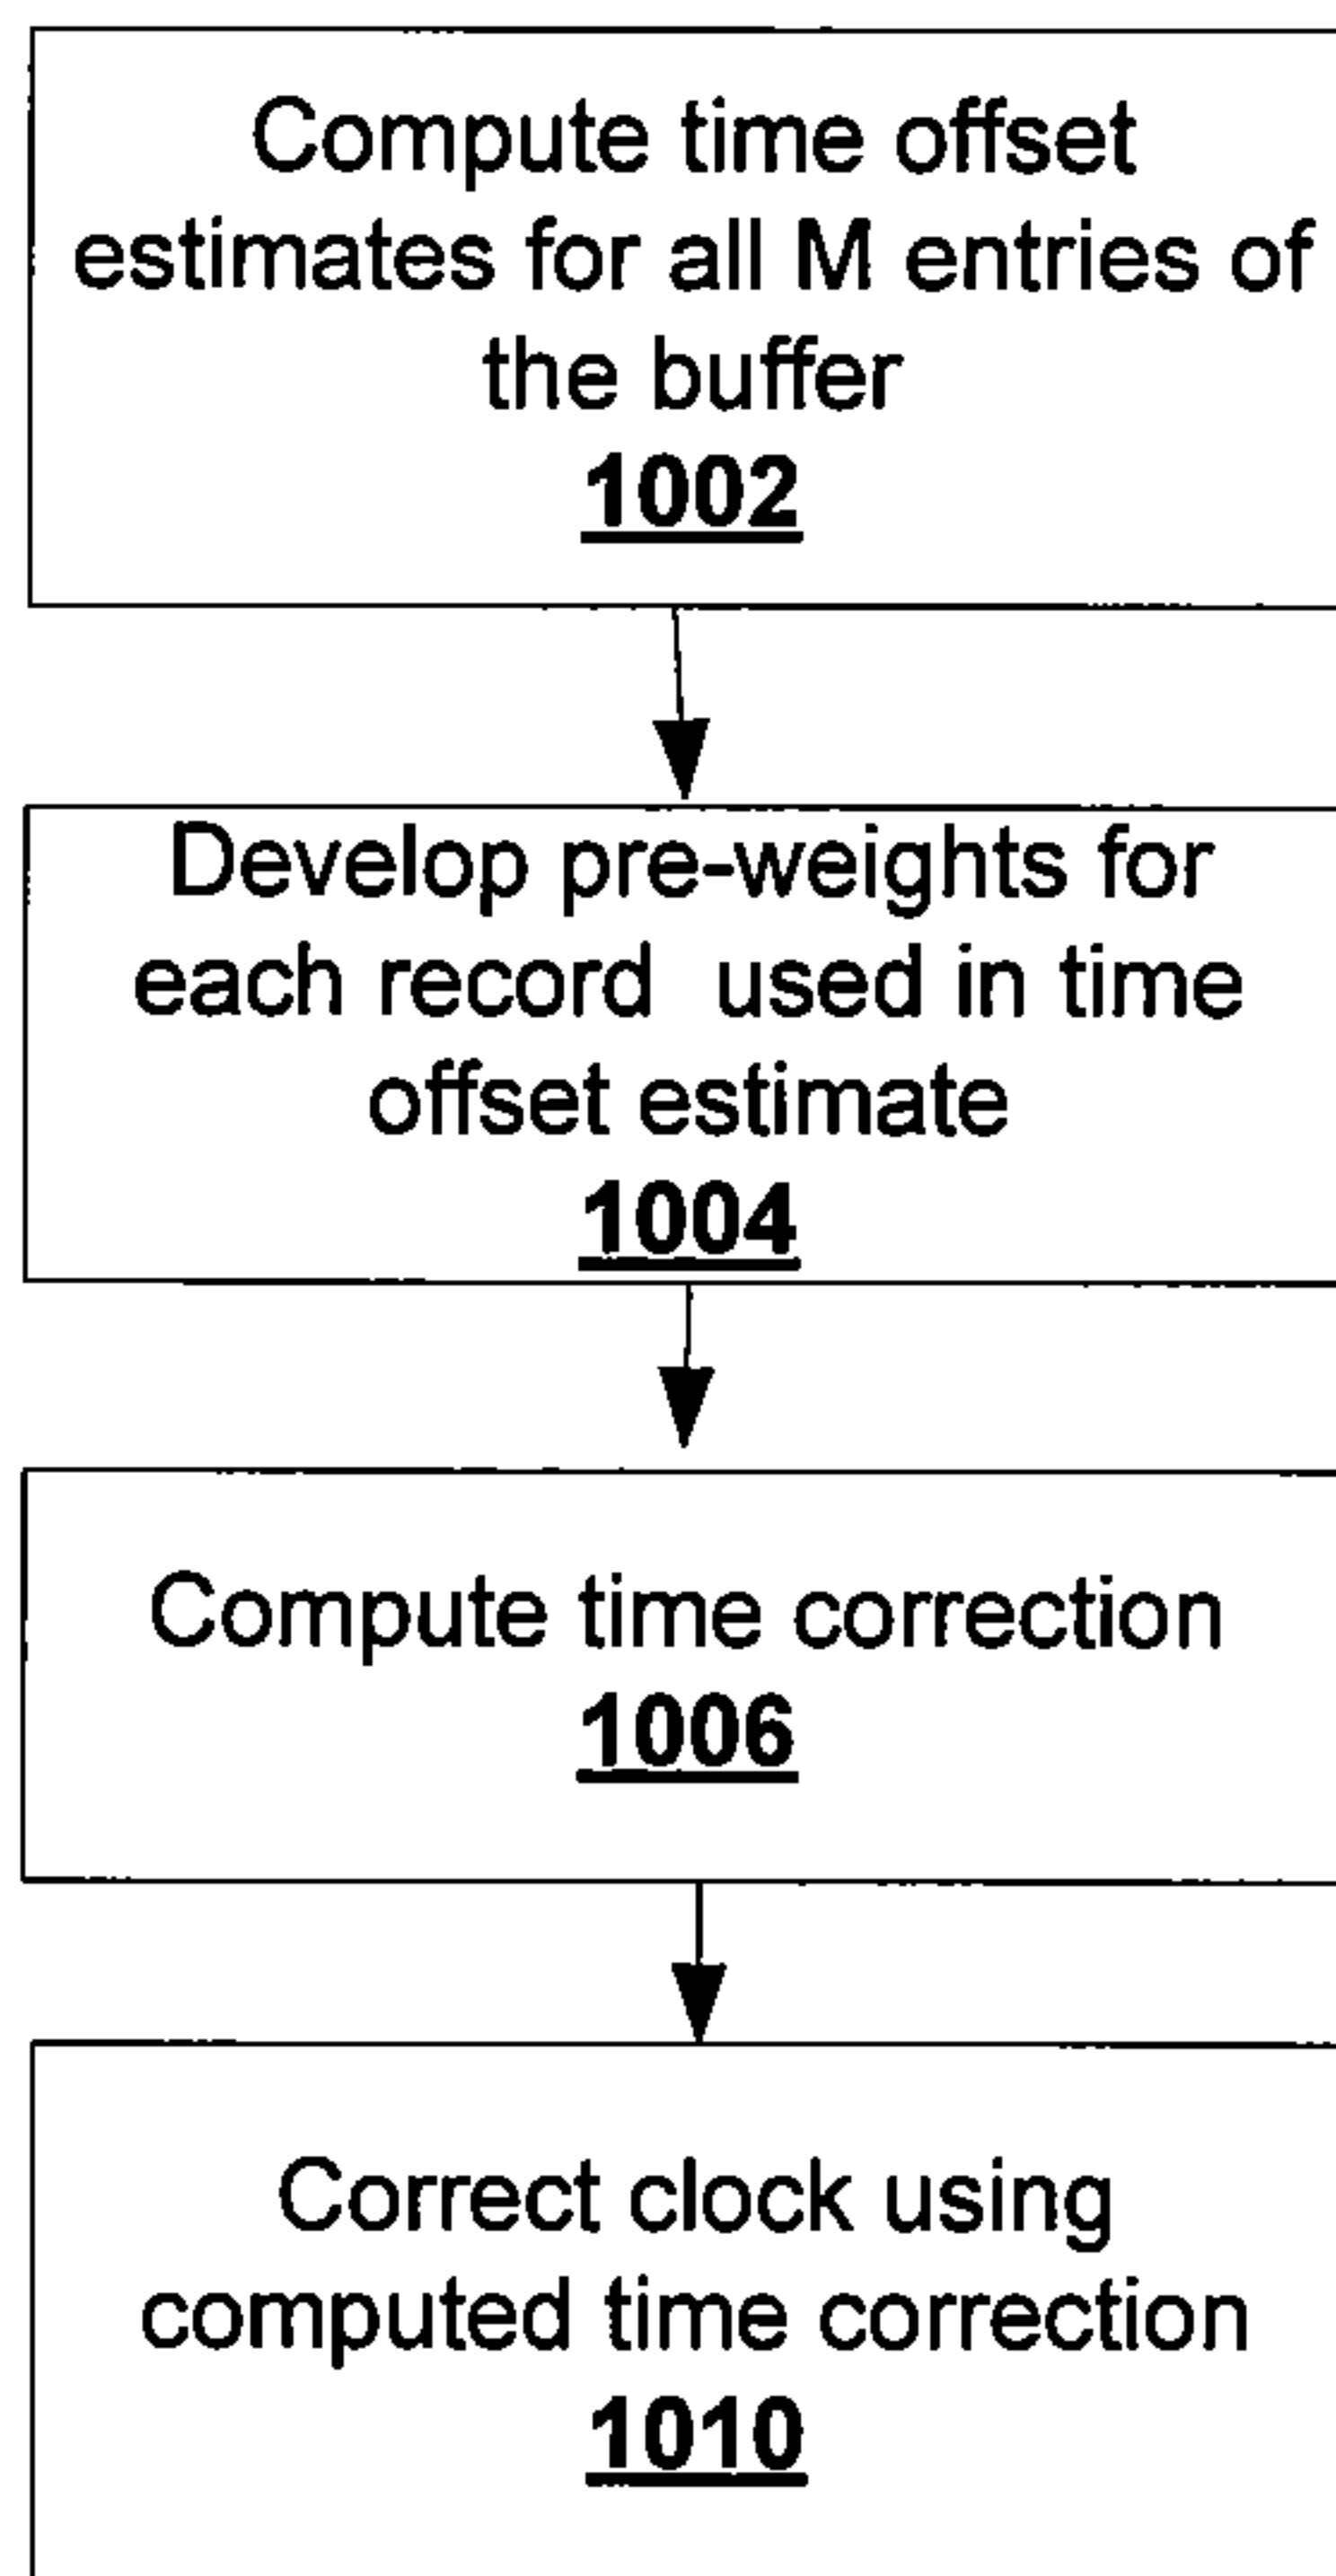 Compute time offset
estimates for all M entries of
the buffer
1002
Develop pre-weights for
each record used in time
offset estimate
1004
Compute time correction
1006
Correct clock using
computed time correction
1010